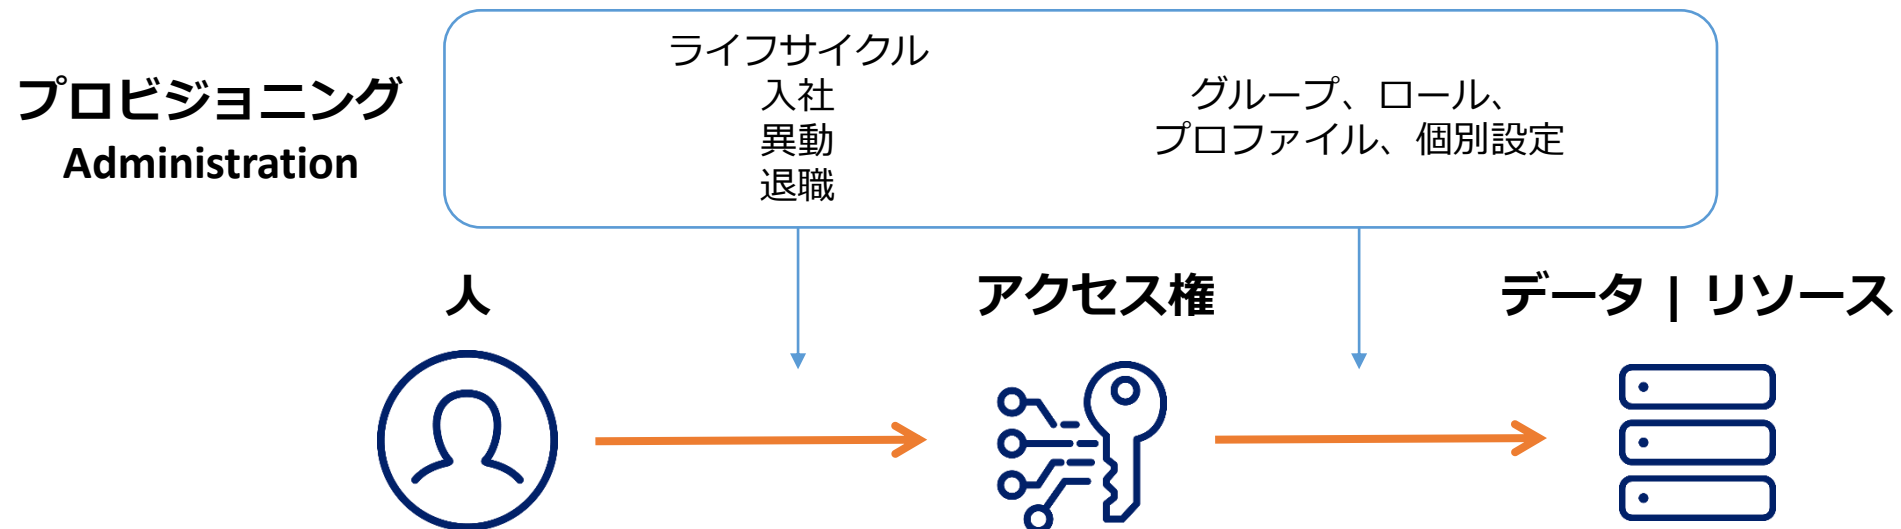 プロビジョニング
Administration
ライフサイクル
入社
異動
退職
グループ、ロール、
プロファイル、個別設定
人
アクセス権
データ | リソース